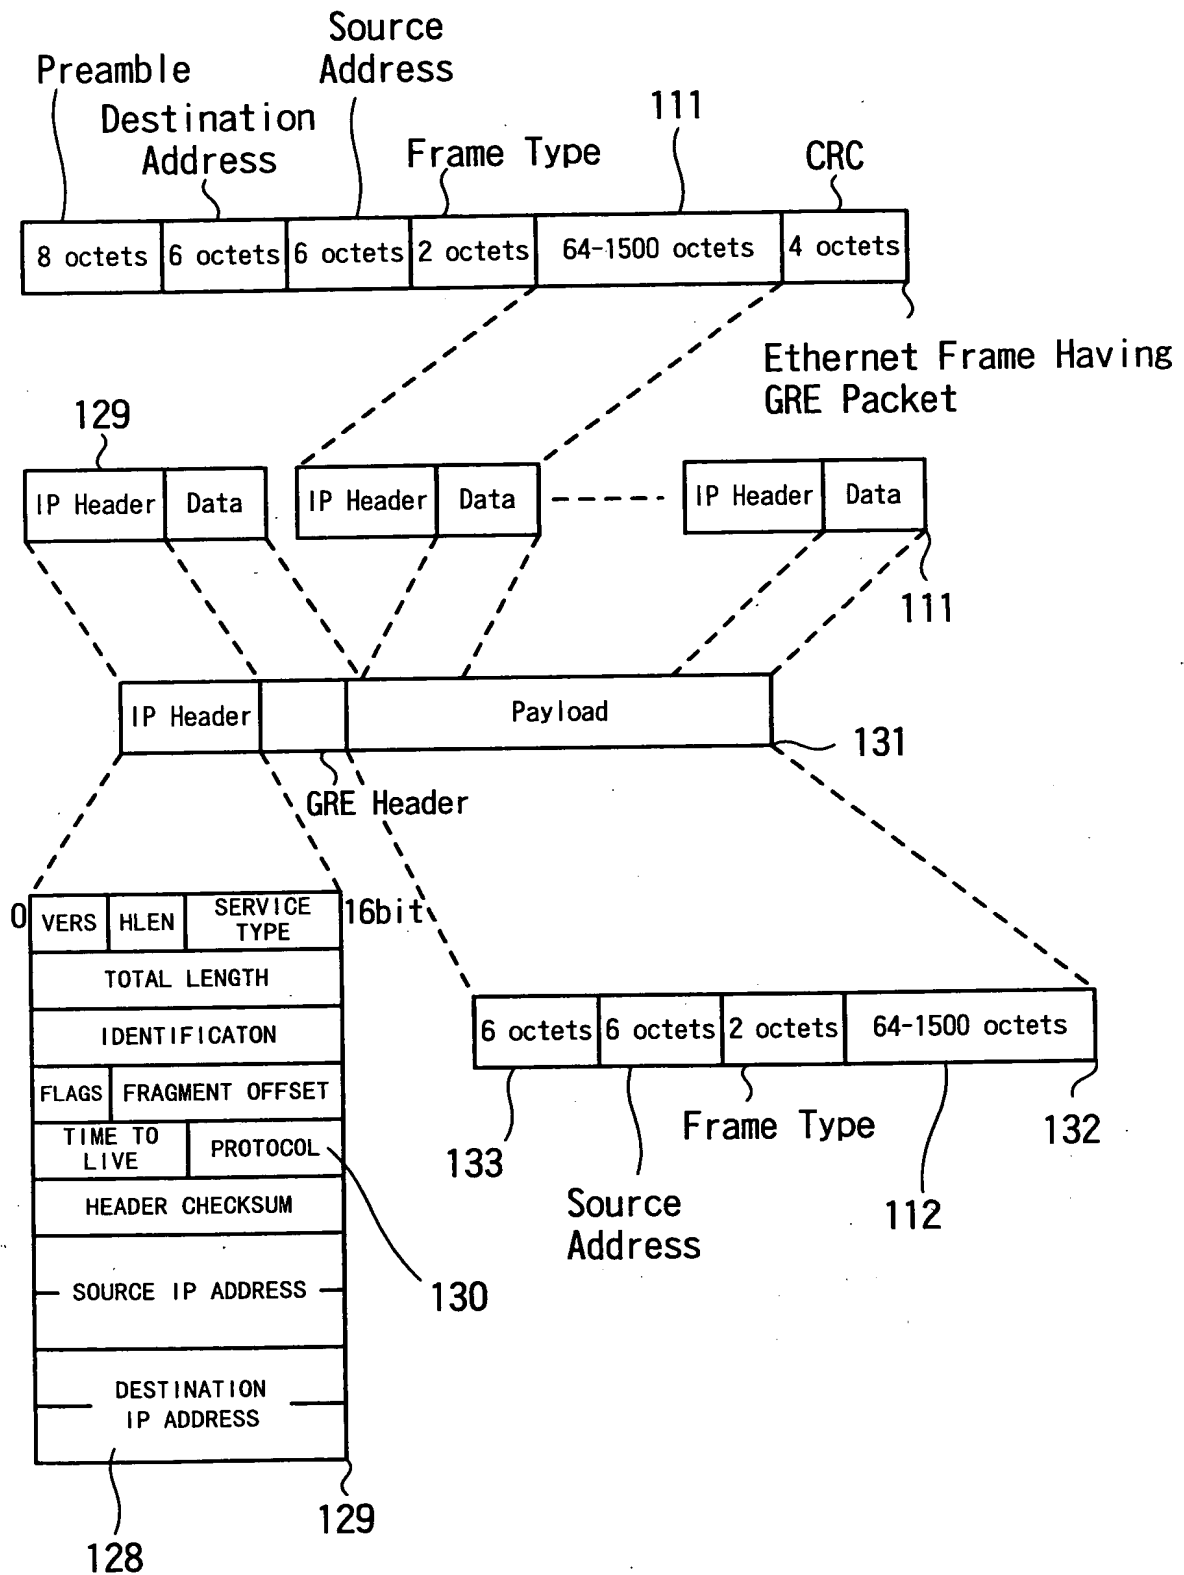 Source
Address
Preamble
Destination
Address
Frame Type
111
CRC
8 octets 6 octets 6 octets 2 octets 64-1500 octets 4 octets
Ethernet Frame Having
GRE Packet
129
IP Header Data IP Header Data IP Header Data
111
IP Header Payload
131
GRE Header
0 VERS HLEN SERVICE TYPE 16bit
TOTAL LENGTH
IDENTIFICATON
FLAGS FRAGMENT OFFSET
TIME TO LIVE PROTOCOL
HEADER CHECKSUM
SOURCE IP ADDRESS
DESTINATION
IP ADDRESS
130
128
129
6 octets 6 octets 2 octets 64-1500 octets
133
Source
Address
Frame Type
112
132